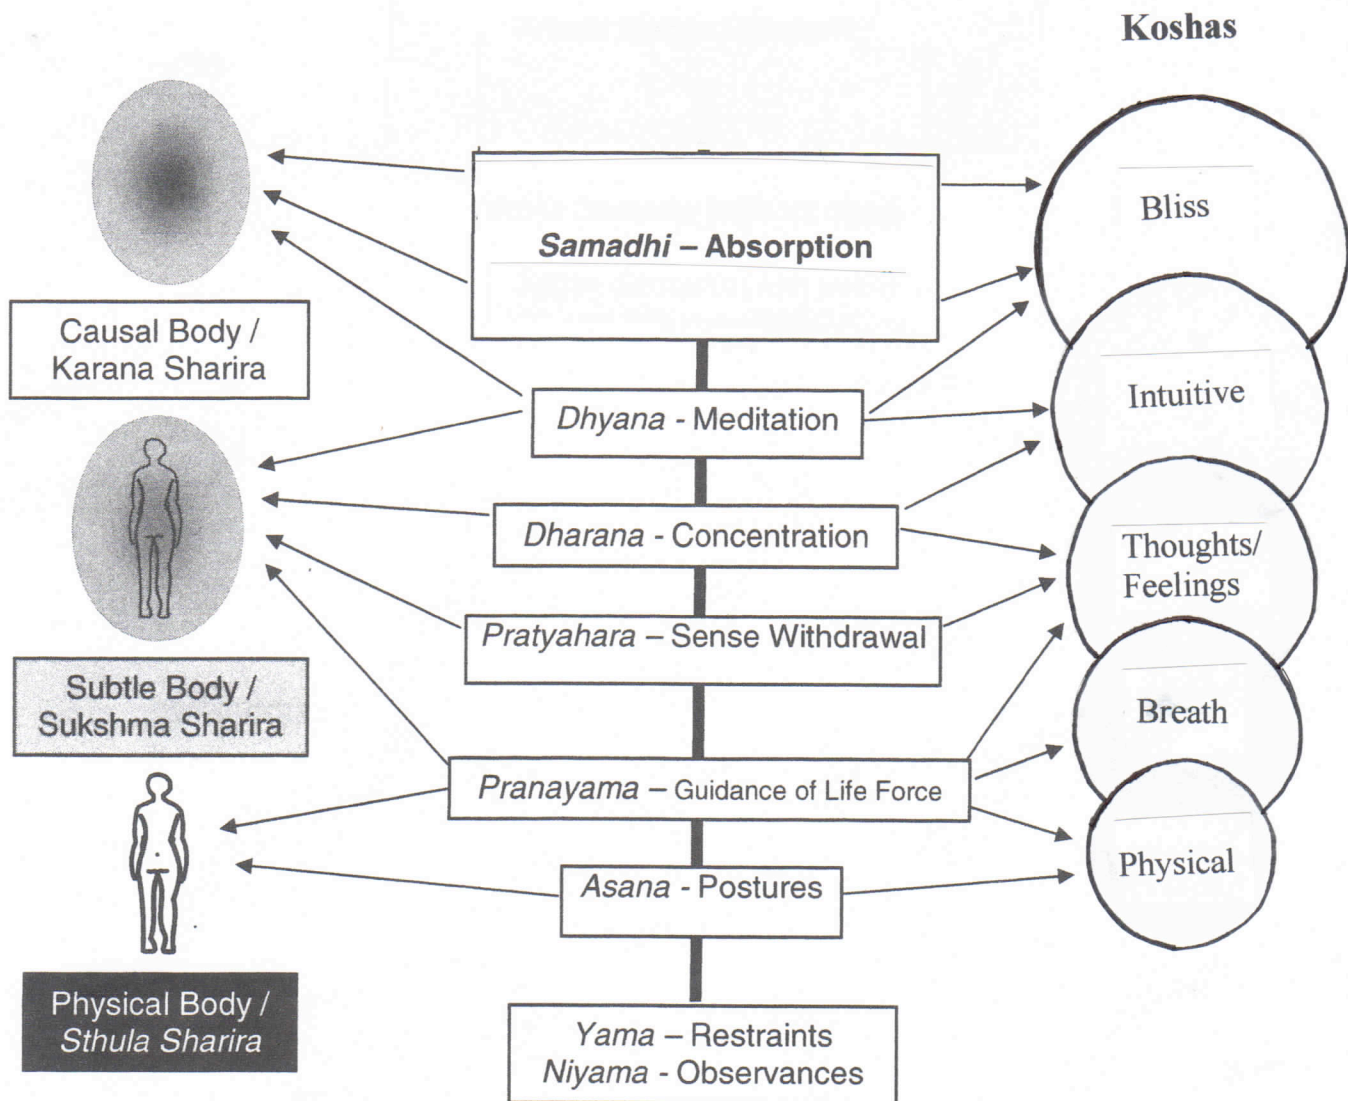 Koshas
Samadhi – Absorption
Dhyana - Meditation
Dharana - Concentration
Pratyahara – Sense Withdrawal
Pranayama – Guidance of Life Force
Asana - Postures
Yama – Restraints
Niyama - Observances
Causal Body /
Karana Sharira
Subtle Body /
Sukshma Sharira
Physical Body /
Sthula Sharira
Bliss
Intuitive
Thoughts/
Feelings
Breath
Physical